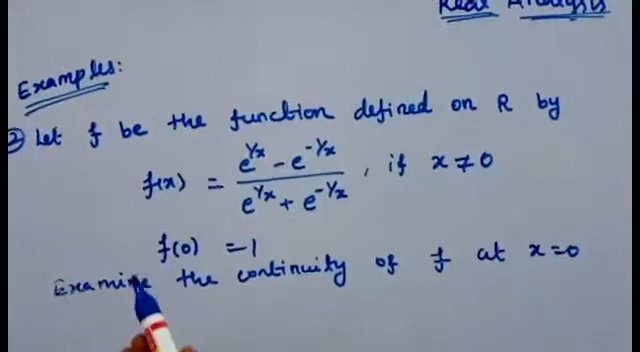 Real Analysis
Examples:
② Let f be the function defined on R by
f(x) = (e^{1/x} - e^{-1/x}) / (e^{1/x} + e^{-1/x}), if x ≠ 0
f(0) = 1
Examine the continuity of f at x=0